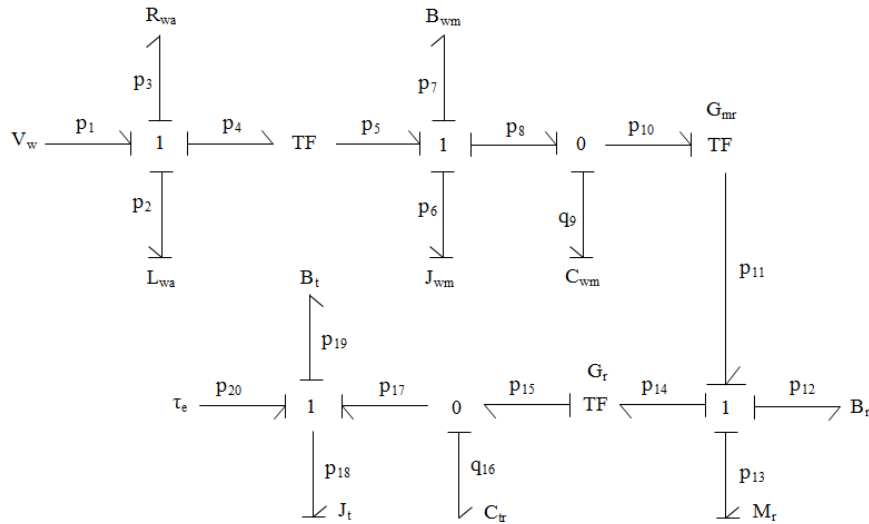 R_wa B_wm
p_3 p_7 G_mr
V_w p_1 1 p_4 TF p_5 1 p_8 0 p_10 TF
p_2 p_6 q_9
L_wa J_wm C_wm p_11
B_t
p_19 G_r
τ_e p_20 1 p_17 0 p_15 TF p_14 1 p_12 B_r
p_18 q_16 p_13
J_t C_tr M_r